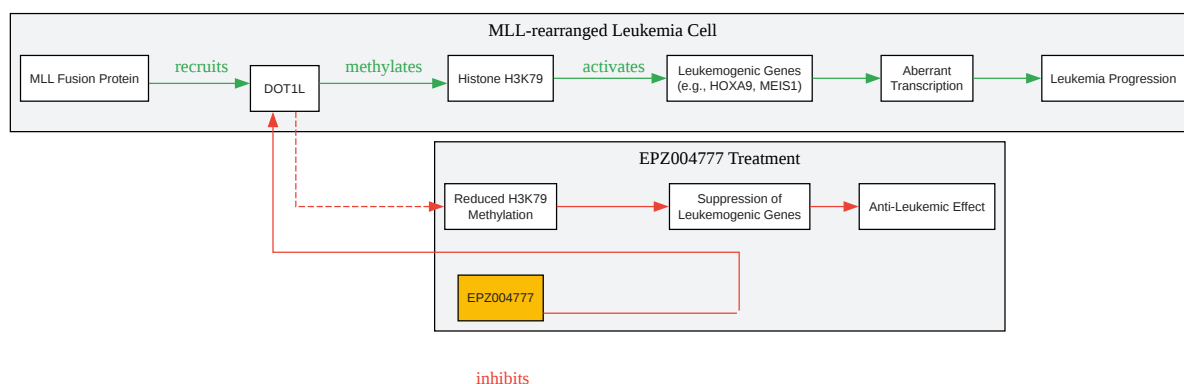 MLL-rearranged Leukemia Cell
recruits
methylates
activates
MLL Fusion Protein
DOT1L
Histone H3K79
Leukemogenic Genes
(e.g., HOXA9, MEIS1)
Aberrant
Transcription
Leukemia Progression
EPZ004777 Treatment
Reduced H3K79
Methylation
Suppression of
Leukemogenic Genes
Anti-Leukemic Effect
EPZ004777
inhibits